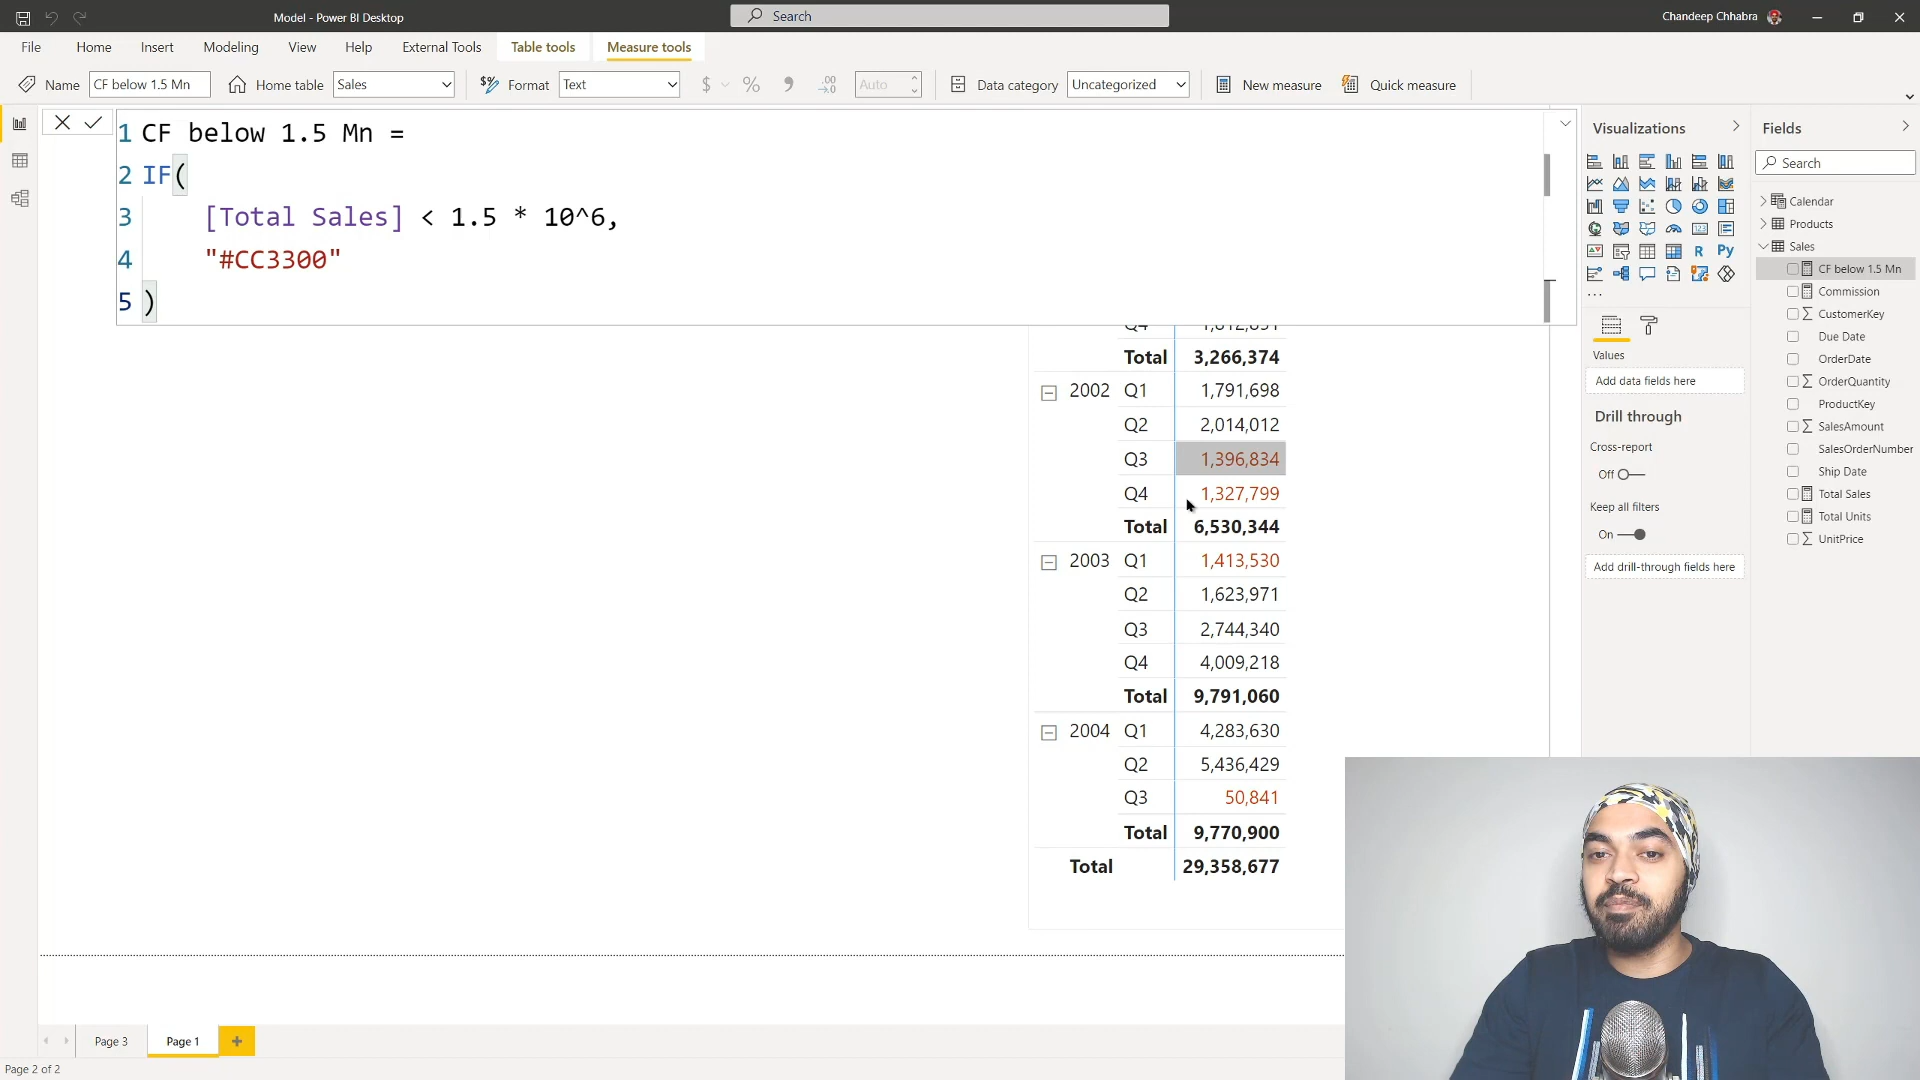 Model - Power BI Desktop
Search
Chandeep Chhabra
File Home Insert Modeling View Help External Tools Table tools Measure tools
Name CF below 1.5 Mn Home table Sales Format Text $ % Auto Data category Uncategorized New measure Quick measure
1 CF below 1.5 Mn =
2 IF(
3 [Total Sales] < 1.5 * 10^6,
4 "#CC3300"
5 )
Total 3,266,374
2002 Q1 1,791,698
Q2 2,014,012
Q3 1,396,834
Q4 1,327,799
Total 6,530,344
2003 Q1 1,413,530
Q2 1,623,971
Q3 2,744,340
Q4 4,009,218
Total 9,791,060
2004 Q1 4,283,630
Q2 5,436,429
Q3 50,841
Total 9,770,900
Total 29,358,677
Visualizations
R Py
Values
Add data fields here
Drill through
Cross-report
Off
Keep all filters
On
Add drill-through fields here
Fields
Search
Calendar
Products
Sales
CF below 1.5 Mn
Commission
CustomerKey
Due Date
OrderDate
OrderQuantity
ProductKey
SalesAmount
SalesOrderNumber
Ship Date
Total Sales
Total Units
UnitPrice
Page 3 Page 1 +
Page 2 of 2